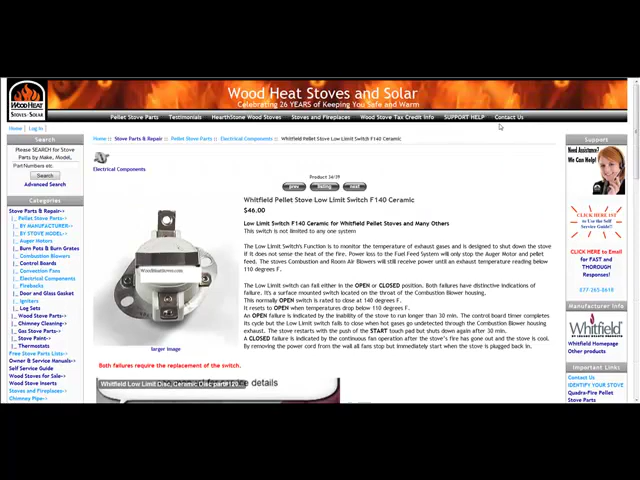 Wood Heat Stoves and Solar
Celebrating 26 YEARS of Keeping You Safe and Warm
WOOD HEAT
STOVES SOLAR
Pellet Stove Parts Testimonials HearthStone Wood Stoves Stoves and Fireplaces Wood Stove Tax Credit Info SUPPORT HELP Contact Us
Home | Log In |
Home :: Stove Parts & Repair :: Pellet Stove Parts :: Electrical Components :: Whitfield Pellet Stove Low Limit Switch F140 Ceramic
Search
Please SEARCH for Stove
Parts by Make, Model,
Part Numbers etc.
Search
Advanced Search
Categories
Stove Parts & Repair->
|_ Pellet Stove Parts->
|_ BY MANUFACTURER->
|_ BY STOVE MODEL->
|_ Auger Motors
|_ Burn Pots & Burn Grates
|_ Combustion Blowers
|_ Control Boards
|_ Convection Fans
|_ Electrical Components
|_ Firebacks
|_ Door and Glass Gasket
|_ Ignitors
|_ Log Sets
|_ Wood Stove Parts->
|_ Chimney Cleaning->
|_ Gas Stove Parts->
|_ Stove Paint->
|_ Thermostats
Free Stove Parts Lists->
Owner & Service Manuals->
Self Service Guide
Wood Stoves for Sale->
Wood Stove Inserts
Stoves and Fireplaces->
Chimney Pipe->
Electrical Components
Product 34/39
prev listing next
Whitfield Pellet Stove Low Limit Switch F140 Ceramic
$46.00
Low Limit Switch F140 Ceramic for Whitfield Pellet Stoves and Many Others
This switch is not limited to any one system
The Low Limit Switch's Function is to monitor the temperature of exhaust gases and is designed to shut down the stove
if it does not sense the heat of the fire. Power loss to the Fuel Feed System will only stop the Auger Motor and pellet
feed. The stoves Combustion and Room Air Blowers will still receive power until an exhaust temperature reading below
110 degrees F.
The Low Limit switch can fail either in the OPEN or CLOSED position. Both failures have distinctive indications of
failure. It's a surface mounted switch located on the throat of the Combustion Blower housing.
This normally OPEN switch is rated to close at 140 degrees F.
It resets to OPEN when temperatures drop below 110 degrees F.
An OPEN failure is indicated by the inability of the stove to run longer than 30 min. The control board timer completes
its cycle but the Low Limit switch fails to close when hot gases go undetected through the Combustion Blower housing
exhaust. The stove restarts with the push of the START touch pad but shuts down again after 30 min.
A CLOSED failure is indicated by the continuous fan operation after the stove's fire has gone out and the stove is cool.
By removing the power cord from the wall all fans stop but immediately start when the stove is plugged back in.
WoodHeatStoves.com
larger image
Both failures require the replacement of the switch.
Whitfield Low Limit Disc, Ceramic Disc part#120...
e details
Support
Need Assistance?
We Can Help!
CLICK HERE 1ST
to Use the Self
Service Guide!
CLICK HERE to Email
for FAST and
THOROUGH
Responses!
877-265-8618
Manufacturer Info
Whitfield
Whitfield Homepage
Other products
Important Links
Contact Us
IDENTIFY YOUR STOVE
Quadra-Fire Pellet
Stove Parts